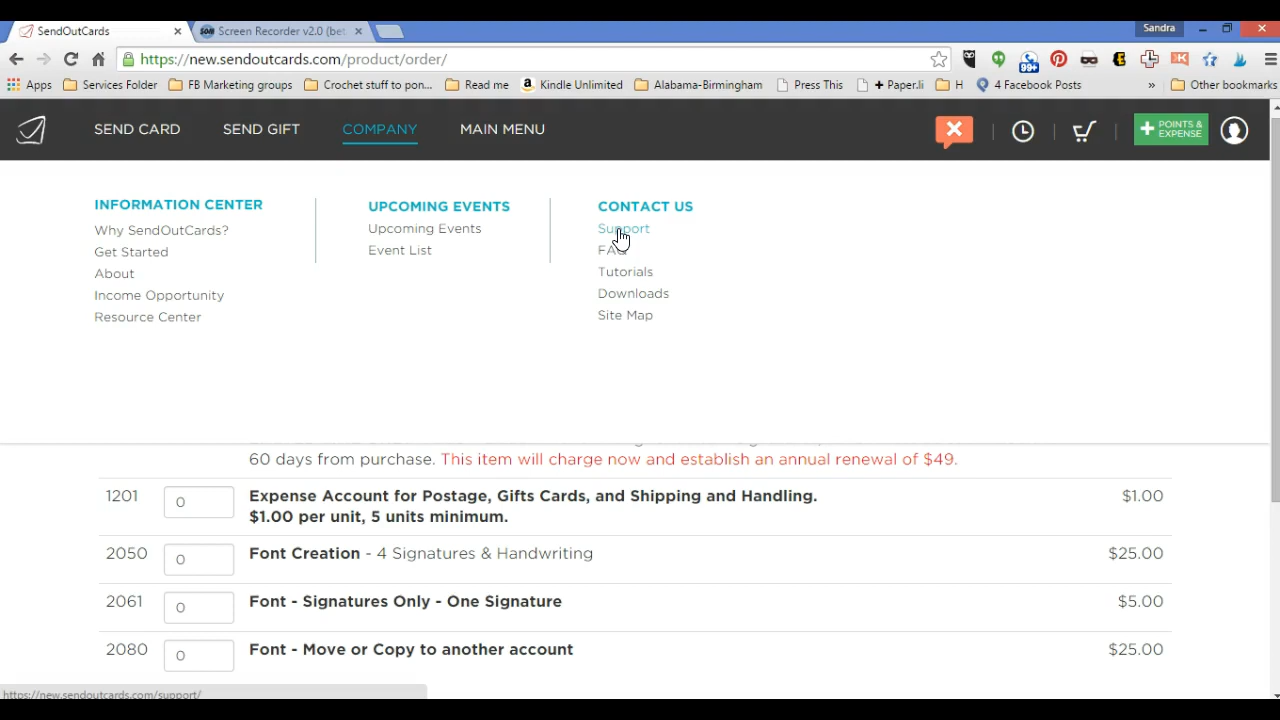 SendOutCards
Screen Recorder v2.0 (bet
Sandra
https://new.sendoutcards.com/product/order/
99+
Apps Services Folder FB Marketing groups Crochet stuff to pon... Read me Kindle Unlimited Alabama-Birmingham Press This + Paper.li H 4 Facebook Posts » Other bookmarks
SEND CARD SEND GIFT COMPANY MAIN MENU
+ POINTS &
EXPENSE
INFORMATION CENTER
Why SendOutCards?
Get Started
About
Income Opportunity
Resource Center
UPCOMING EVENTS
Upcoming Events
Event List
CONTACT US
Support
FAQ
Tutorials
Downloads
Site Map
60 days from purchase. This item will charge now and establish an annual renewal of $49.
1201 0 Expense Account for Postage, Gifts Cards, and Shipping and Handling. $1.00
$1.00 per unit, 5 units minimum.
2050 0 Font Creation - 4 Signatures & Handwriting $25.00
2061 0 Font - Signatures Only - One Signature $5.00
2080 0 Font - Move or Copy to another account $25.00
https://new.sendoutcards.com/support/